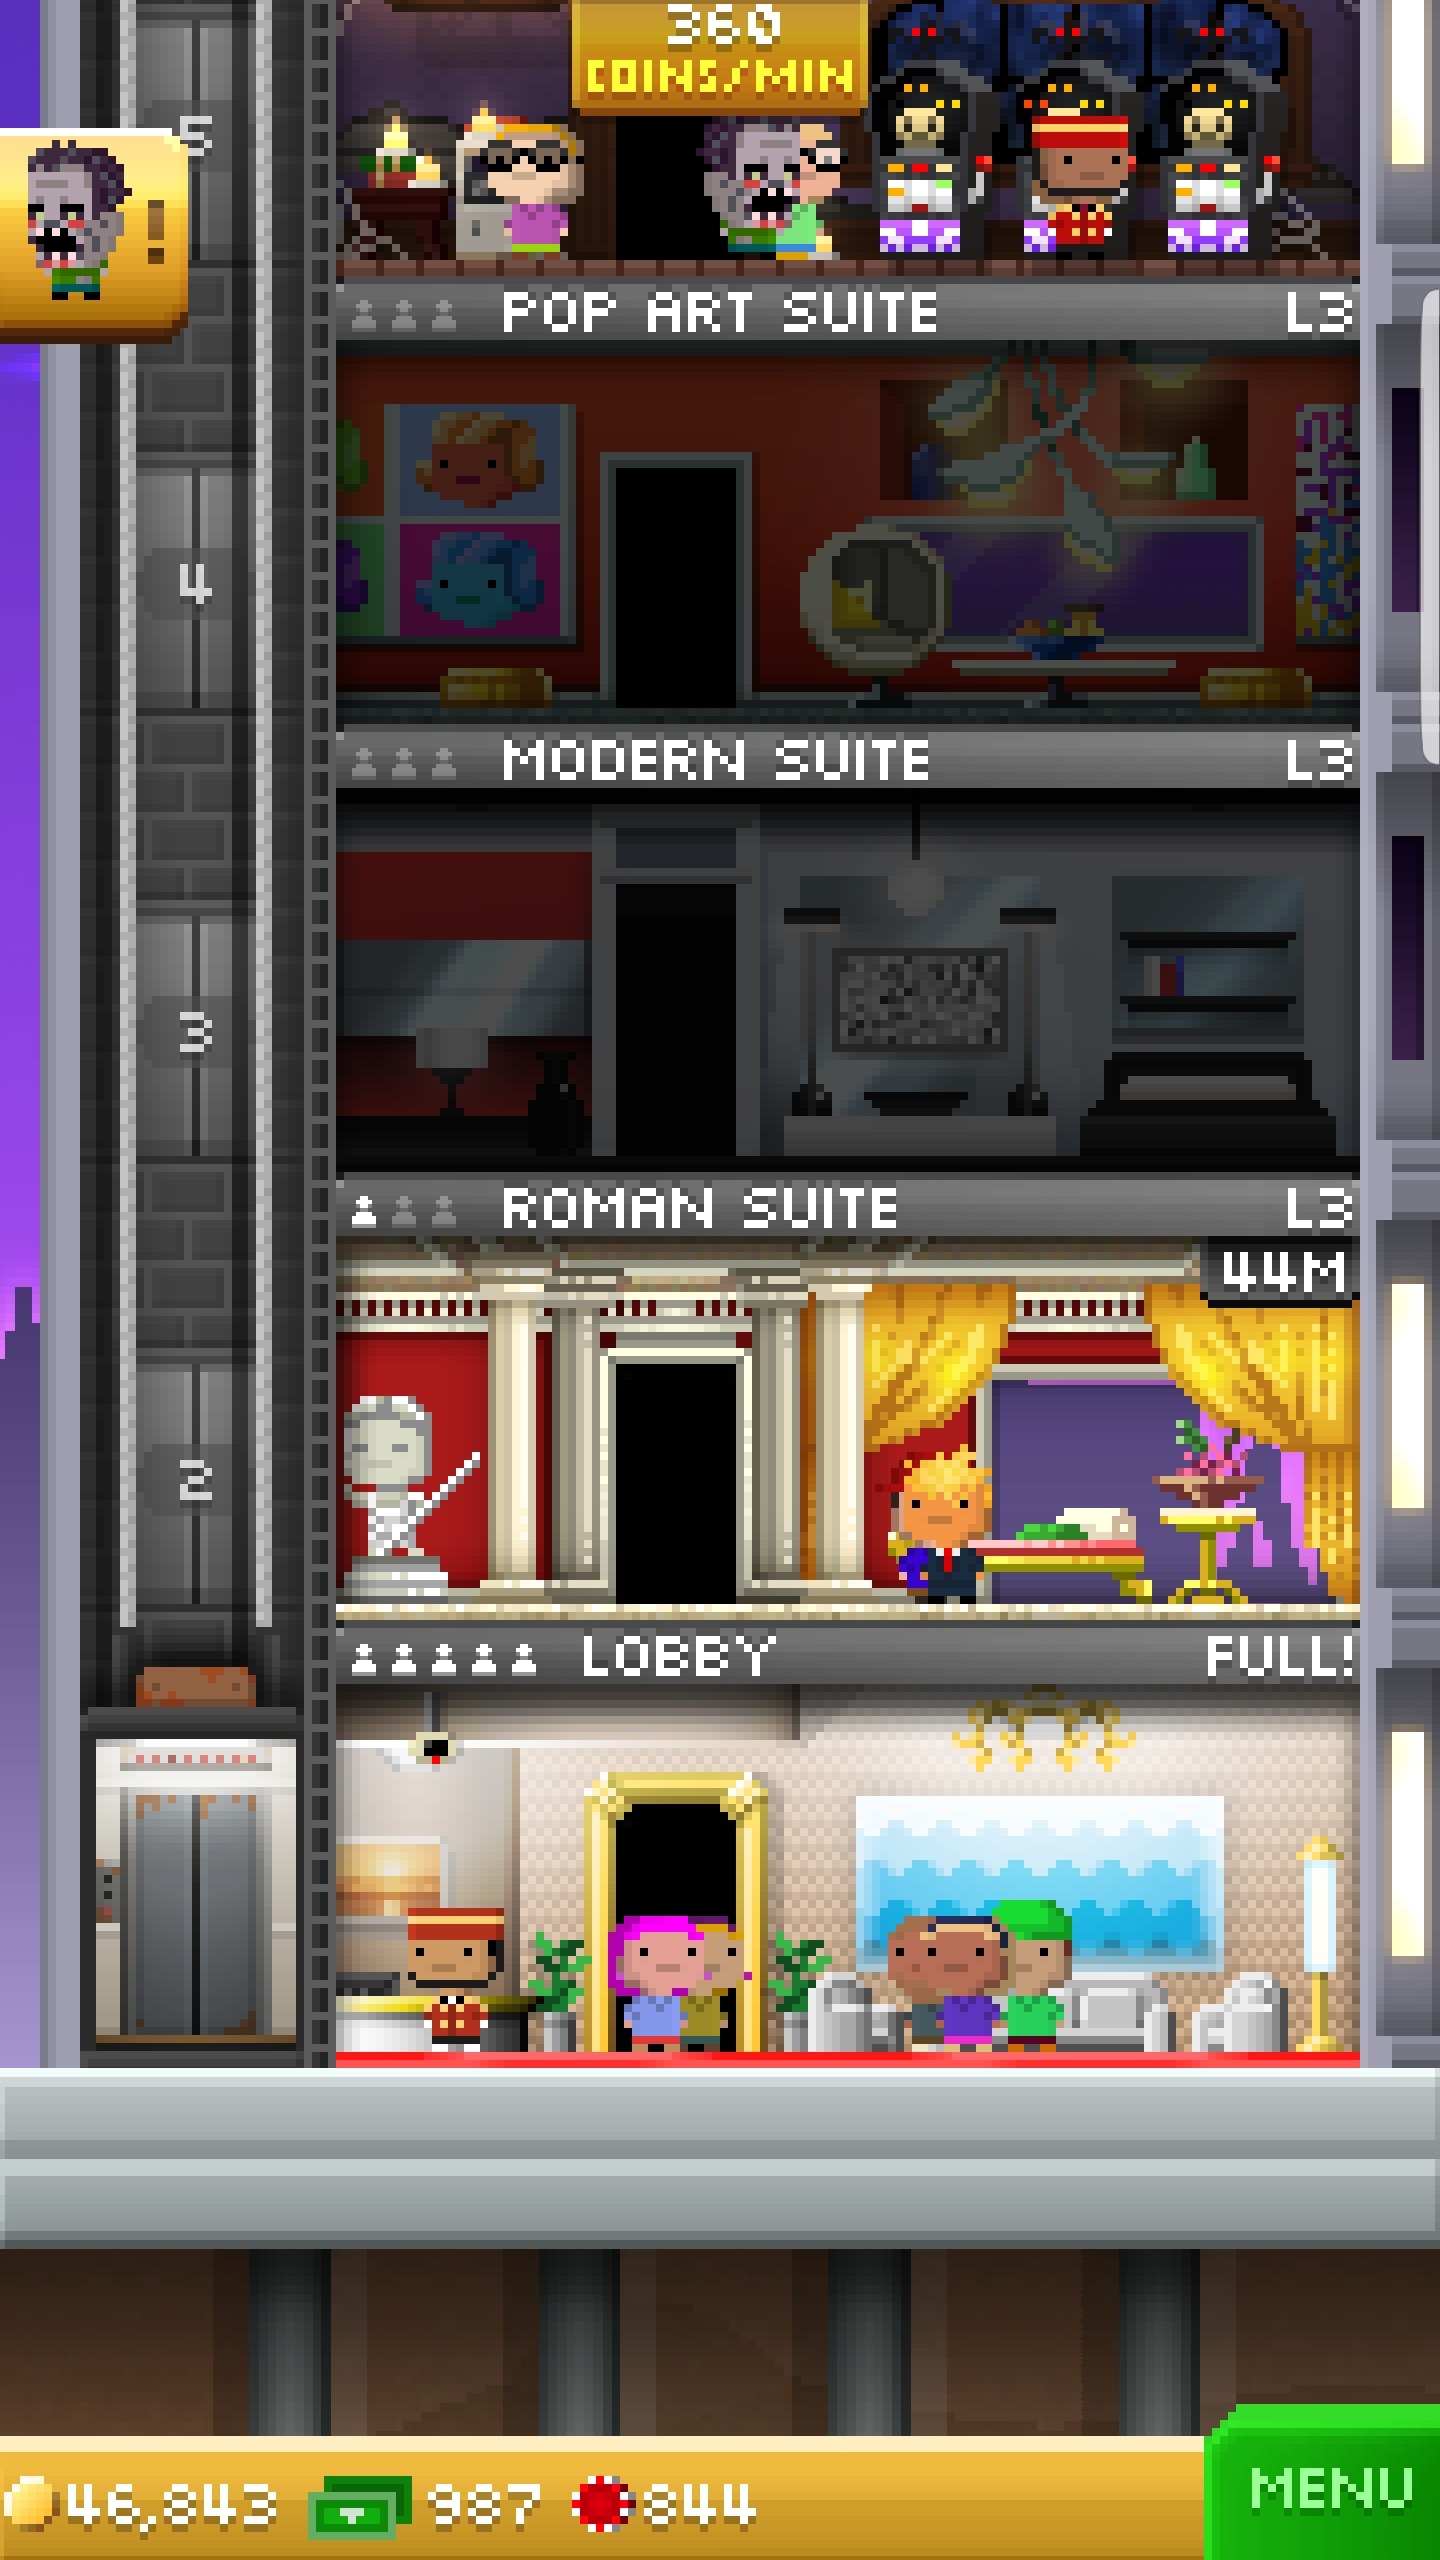 360
COINS/MIN
5
!
POP ART SUITE L3
4
MODERN SUITE L3
3
ROMAN SUITE L3
44M
2
LOBBY FULL!
46,843 987 844
MENU